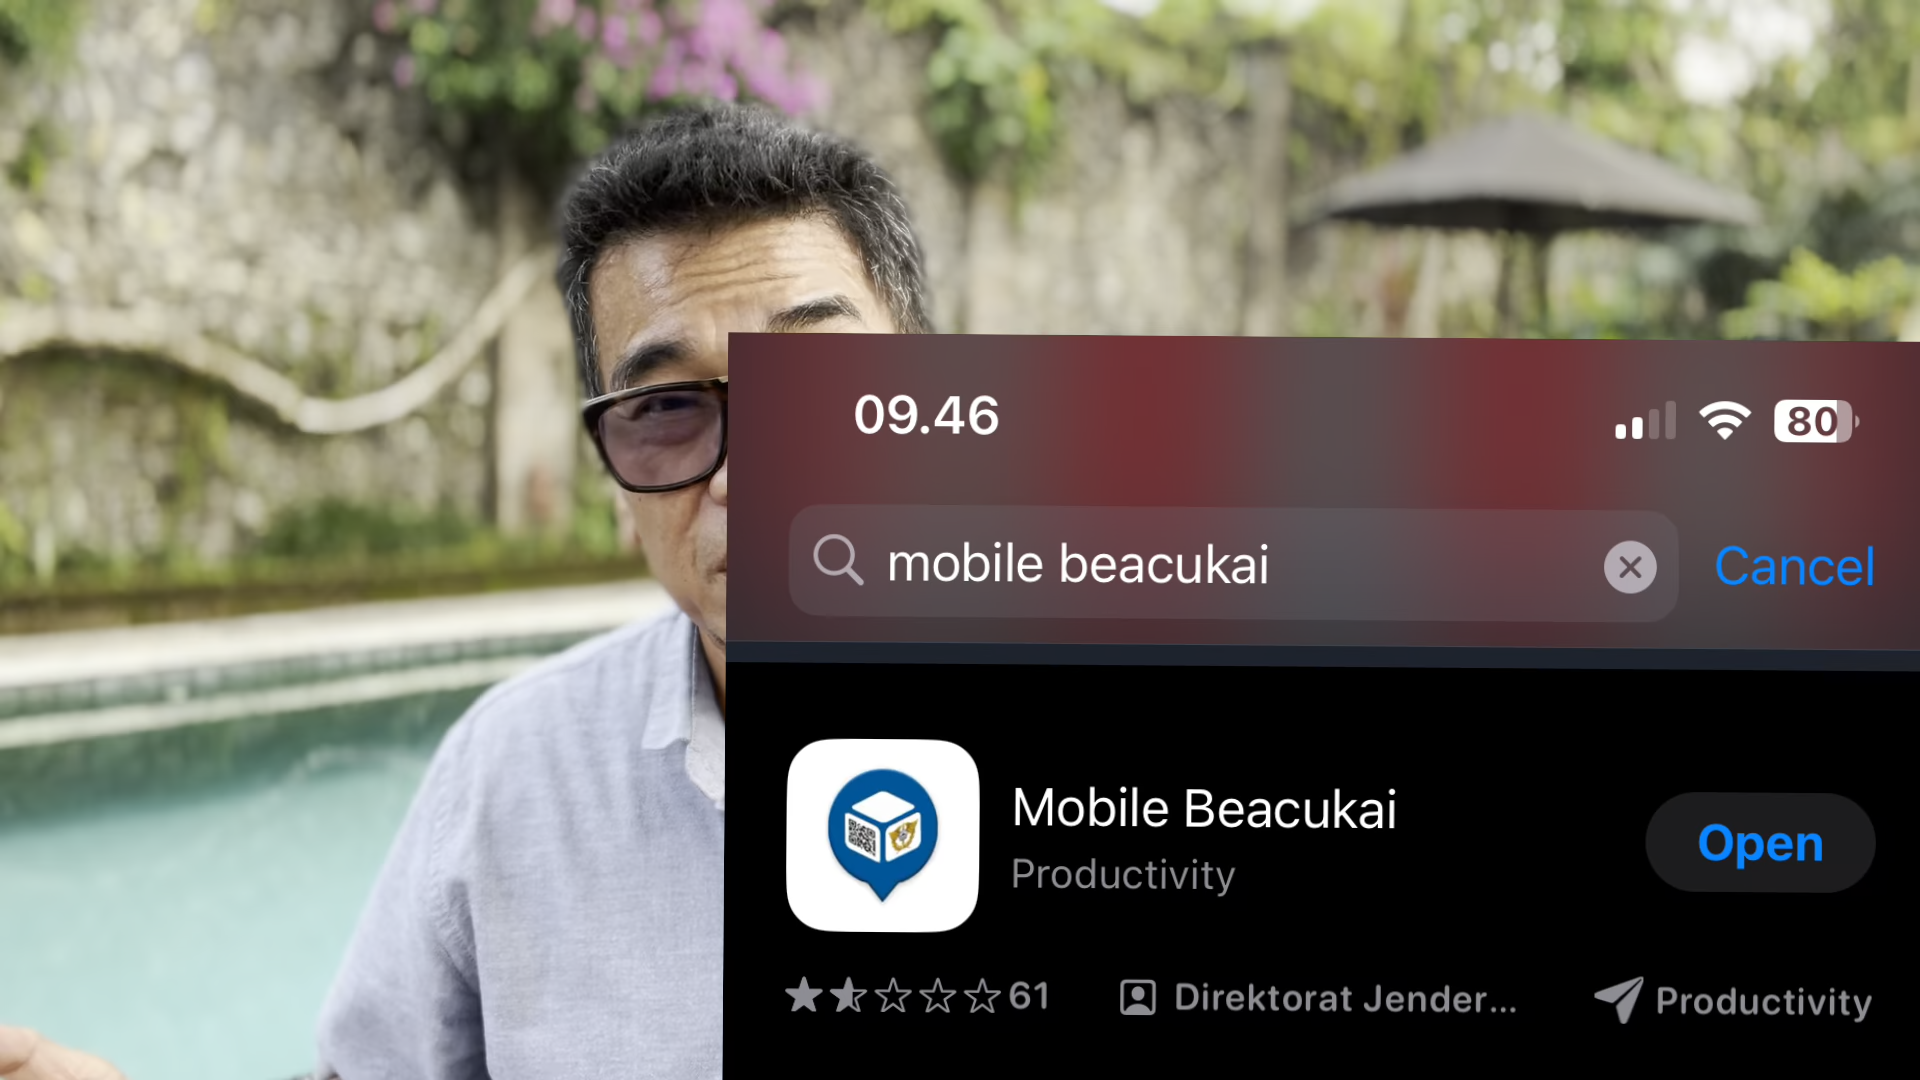 09.46
80
mobile beacukai
Cancel
Mobile Beacukai
Productivity
Open
61
Direktorat Jender...
Productivity